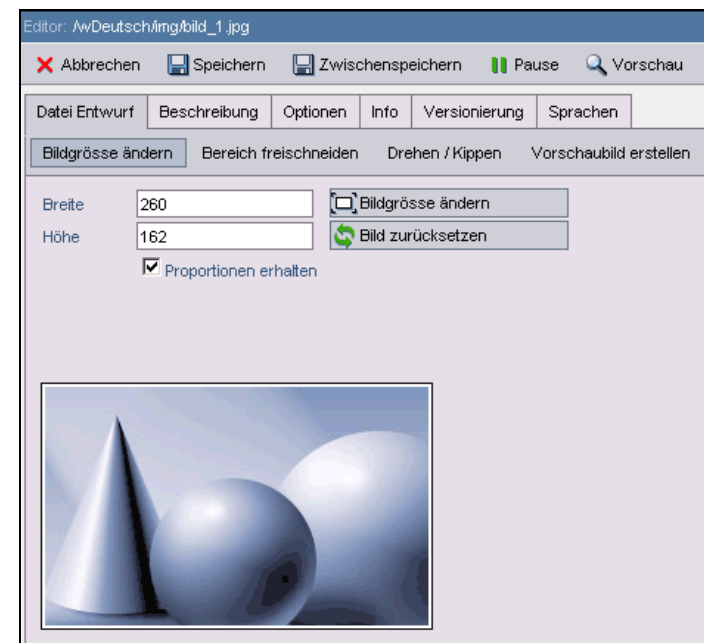 Editor: /wDeutsch/img/bild_1.jpg
Abbrechen Speichern Zwischenspeichern Pause Vorschau
Datei Entwurf Beschreibung Optionen Info Versionierung Sprachen
Bildgrösse ändern Bereich freischneiden Drehen / Kippen Vorschaubild erstellen
Breite 260 Bildgrösse ändern
Höhe 162 Bild zurücksetzen
Proportionen erhalten